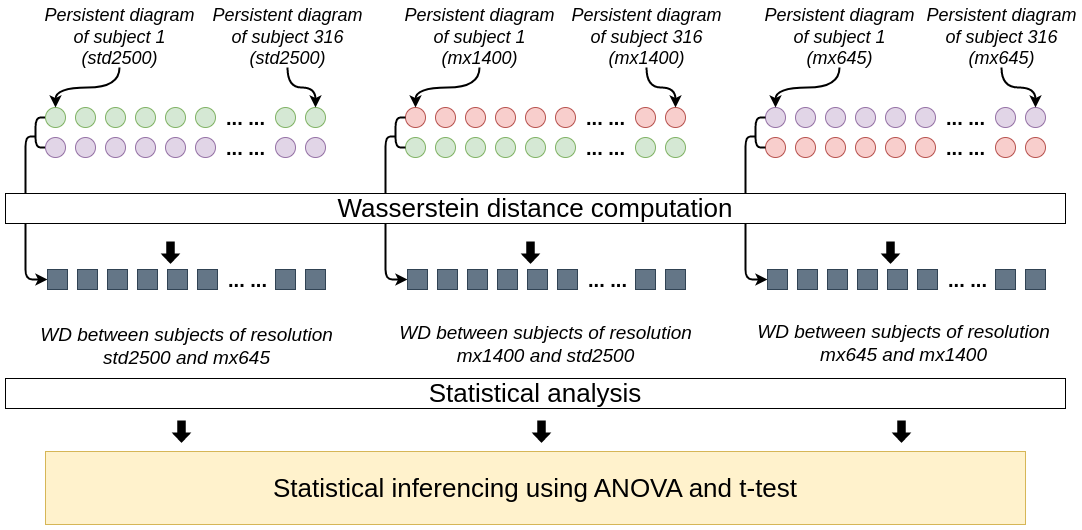 Persistent diagram of subject 1 (std2500)
Persistent diagram of subject 316 (std2500)
Persistent diagram of subject 1 (mx1400)
Persistent diagram of subject 316 (mx1400)
Persistent diagram of subject 1 (mx645)
Persistent diagram of subject 316 (mx645)
... ...
... ...
... ...
... ...
... ...
... ...
Wasserstein distance computation
... ...
... ...
... ...
WD between subjects of resolution
std2500 and mx645
WD between subjects of resolution
mx1400 and std2500
WD between subjects of resolution
mx645 and mx1400
Statistical analysis
Statistical inferencing using ANOVA and t-test